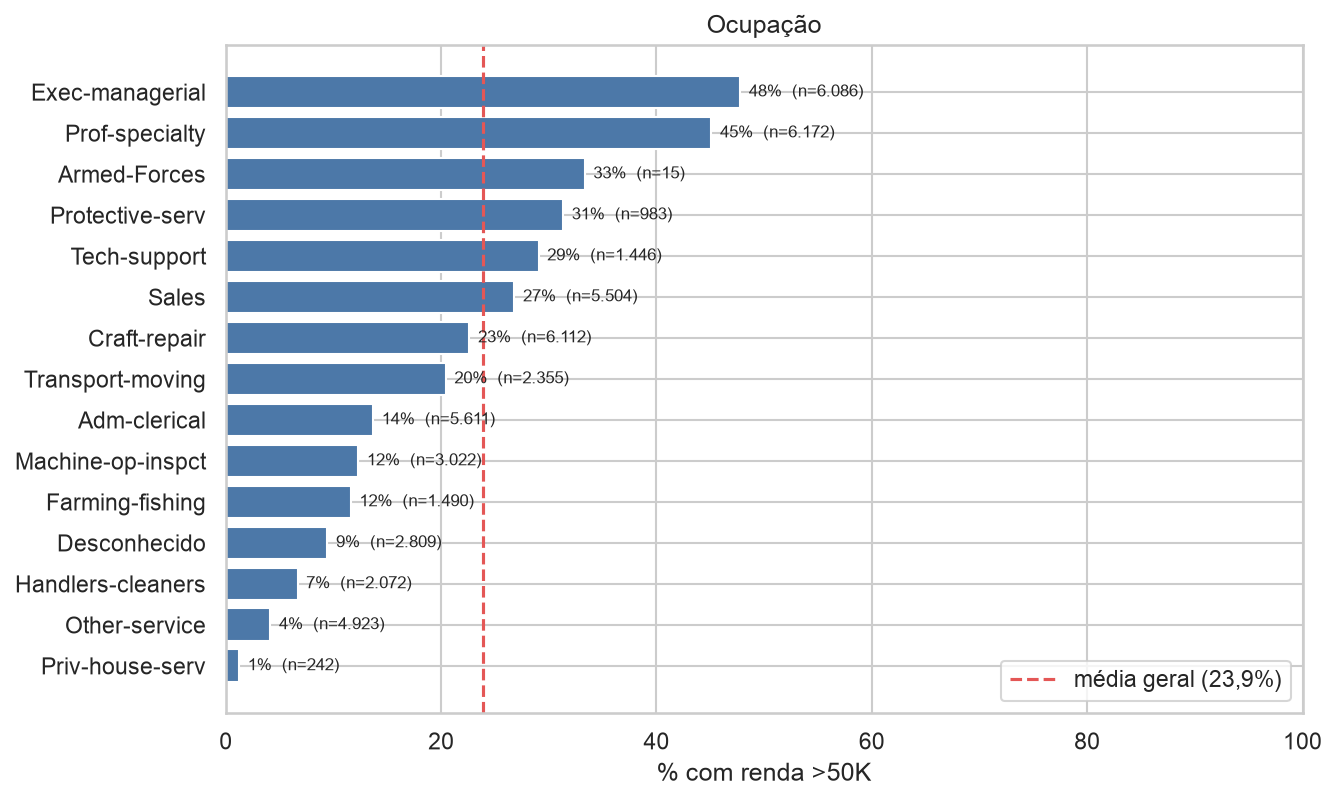 Ocupação
Exec-managerial 48% (n=6.086)
Prof-specialty 45% (n=6.172)
Armed-Forces 33% (n=15)
Protective-serv 31% (n=983)
Tech-support 29% (n=1.446)
Sales 27% (n=5.504)
Craft-repair 23% (n=6.112)
Transport-moving 20% (n=2.355)
Adm-clerical 14% (n=5.611)
Machine-op-inspct 12% (n=3.022)
Farming-fishing 12% (n=1.490)
Desconhecido 9% (n=2.809)
Handlers-cleaners 7% (n=2.072)
Other-service 4% (n=4.923)
Priv-house-serv 1% (n=242)
média geral (23,9%)
0 20 40 60 80 100
% com renda >50K